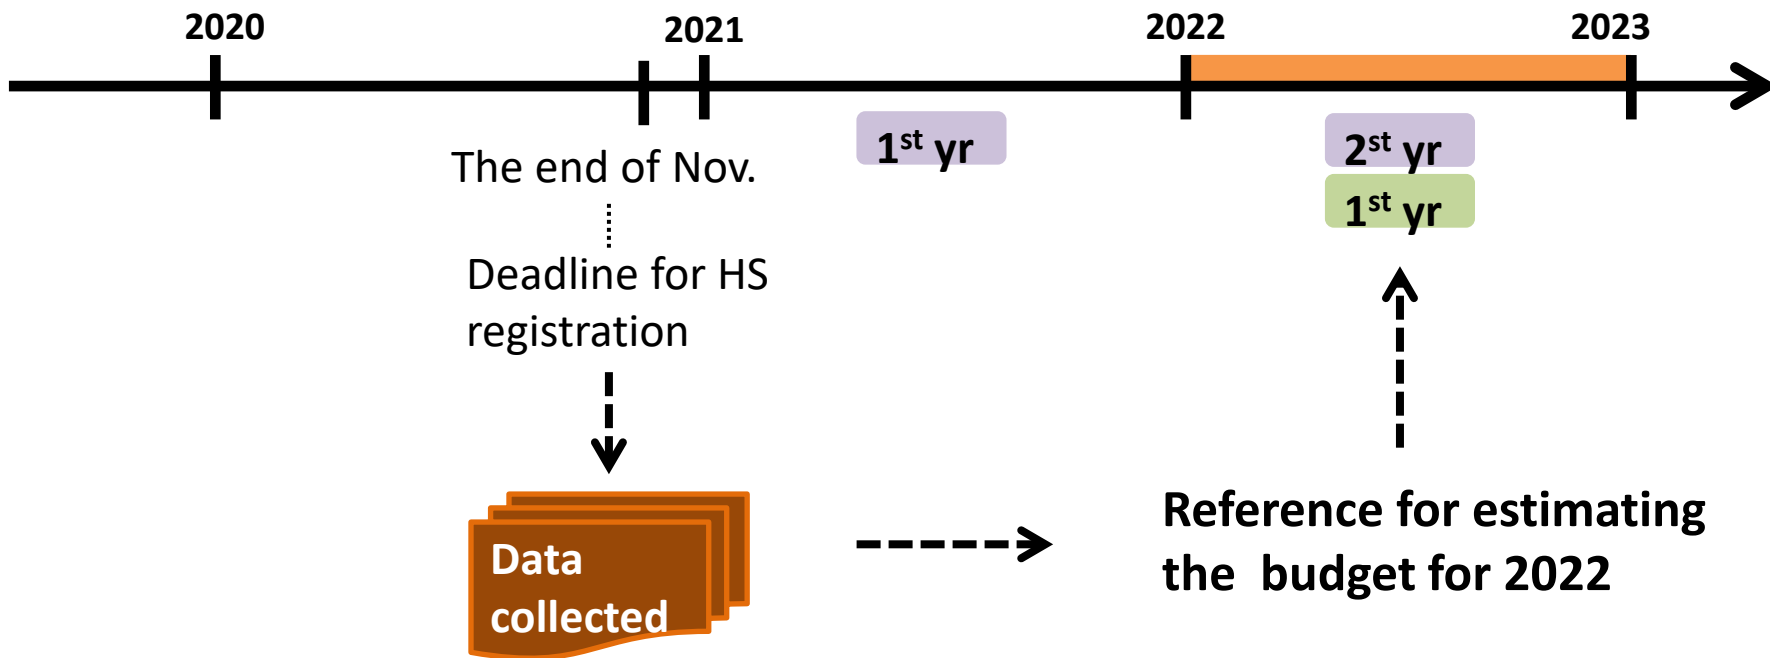 2020
2021
2022
2023
The end of Nov.
1st yr
2st yr
1st yr
Deadline for HS
registration
Data
collected
Reference for estimating
the  budget for 2022